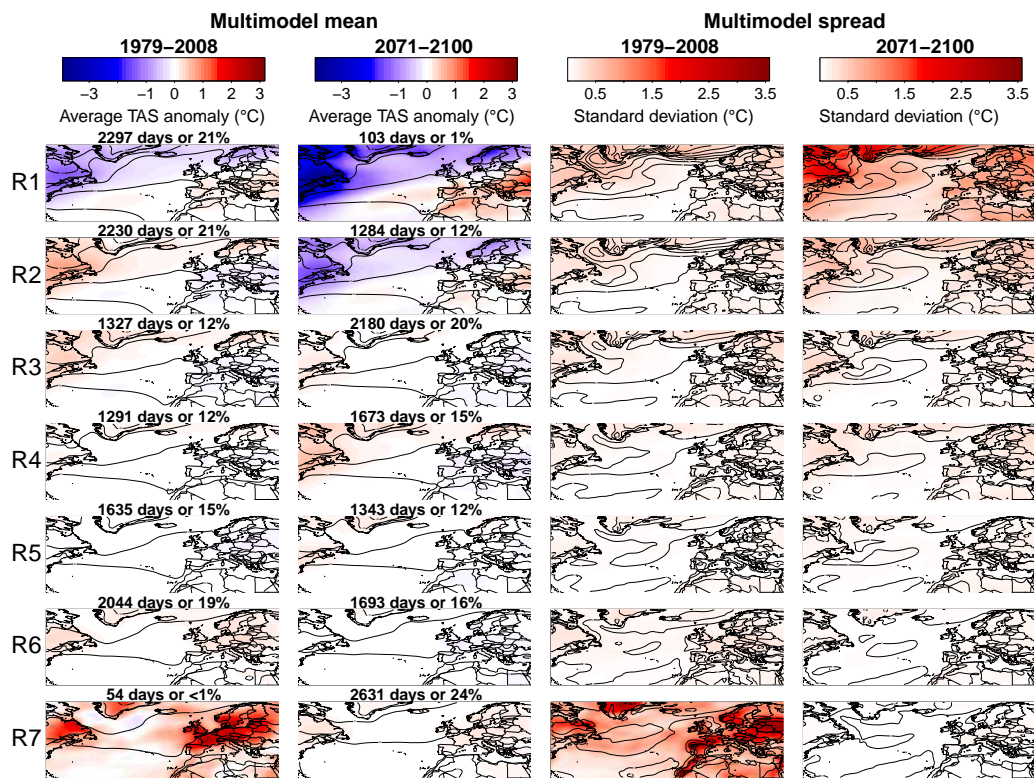 Multimodel mean Multimodel spread
1979−2008 2071−2100 1979−2008 2071−2100
−3 −2 −1 0 1 2 3 −3 −2 −1 0 1 2 3 0.5 1.5 2.5 3.5 0.5 1.5 2.5 3.5
Average TAS anomaly (°C) Average TAS anomaly (°C) Standard deviation (°C) Standard deviation (°C)
2297 days or 21% 103 days or 1%
R1
2230 days or 21% 1284 days or 12%
R2
1327 days or 12% 2180 days or 20%
R3
1291 days or 12% 1673 days or 15%
R4
1635 days or 15% 1343 days or 12%
R5
2044 days or 19% 1693 days or 16%
R6
54 days or <1% 2631 days or 24%
R7